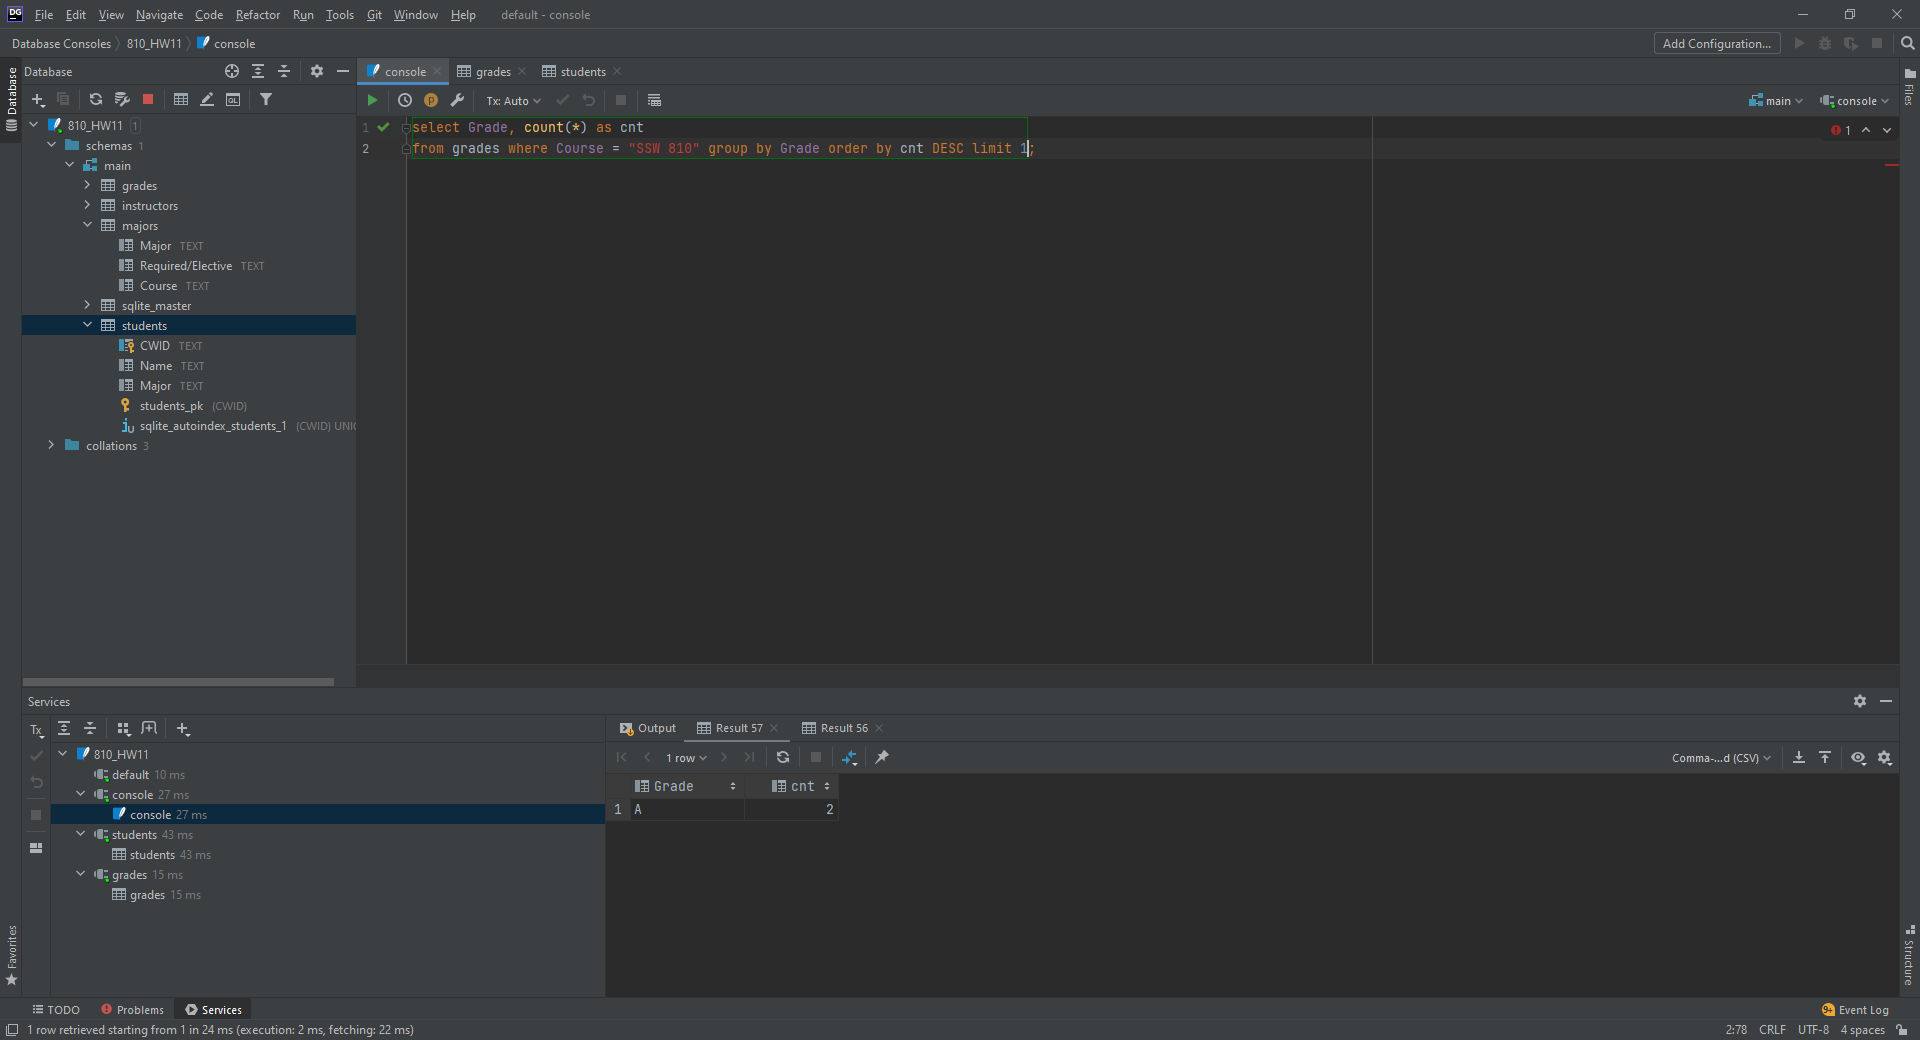 DG File Edit View Navigate Code Refactor Run Tools Git Window Help default - console
Database Consoles 810_HW11 console Add Configuration...
Database
Database
Files
console grades students
Tx: Auto main console
810_HW11 1
schemas 1
main
grades
instructors
majors
Major TEXT
Required/Elective TEXT
Course TEXT
sqlite_master
students
CWID TEXT
Name TEXT
Major TEXT
students_pk (CWID)
sqlite_autoindex_students_1 (CWID) UNIQ
collations 3
1 select Grade, count(*) as cnt
2 from grades where Course = "SSW 810" group by Grade order by cnt DESC limit 1;
1
Services
Tx
810_HW11
default 10 ms
console 27 ms
console 27 ms
students 43 ms
students 43 ms
grades 15 ms
grades 15 ms
Output Result 57 Result 56
1 row Comma-...d (CSV)
Grade cnt
1 A 2
Favorites
Structure
TODO Problems Services 9+ Event Log
1 row retrieved starting from 1 in 24 ms (execution: 2 ms, fetching: 22 ms) 2:78 CRLF UTF-8 4 spaces